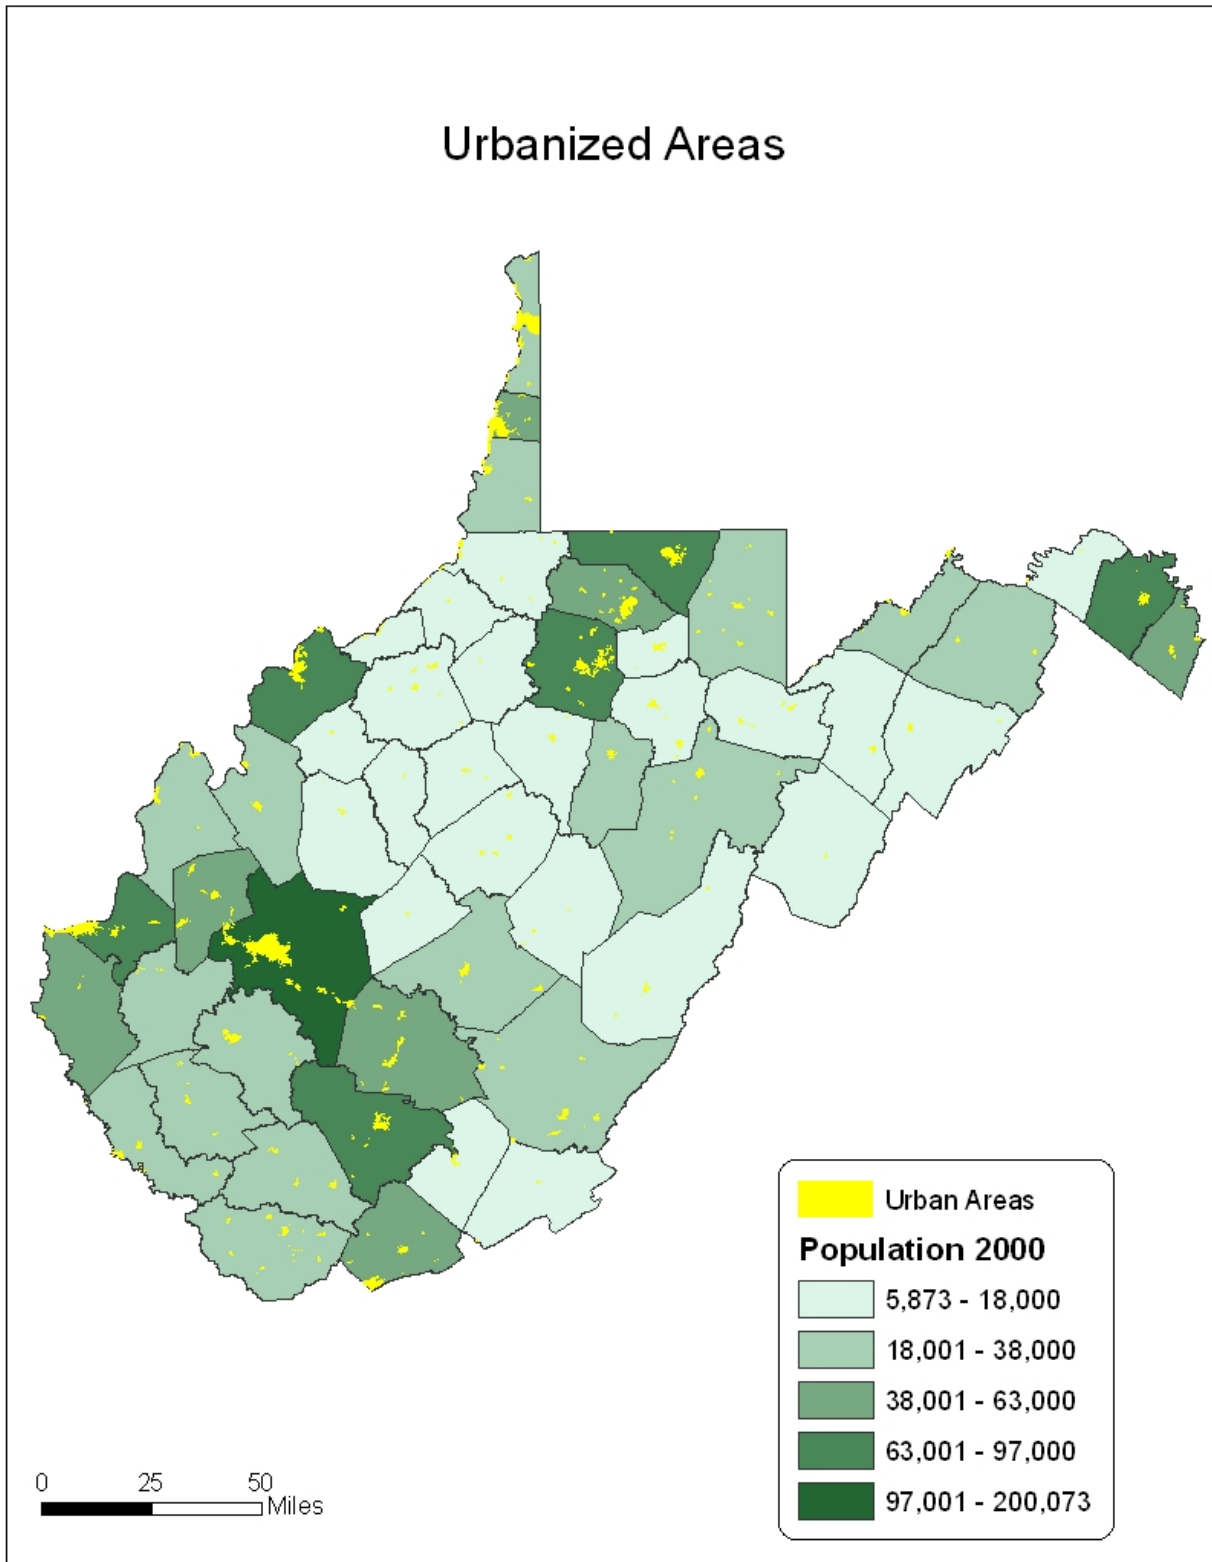 Urbanized Areas
Urban Areas
Population 2000
5,873 - 18,000
18,001 - 38,000
38,001 - 63,000
63,001 - 97,000
97,001 - 200,073
0 25 50
Miles